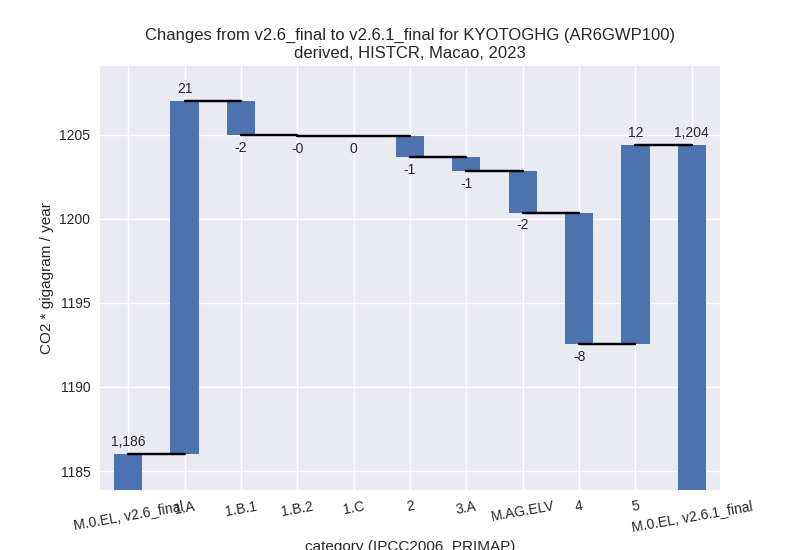 Changes from v2.6_final to v2.6.1_final for KYOTOGHG (AR6GWP100)
derived, HISTCR, Macao, 2023
CO2 * gigagram / year
1205
1200
1195
1190
1185
1,186
21
-2
-0
0
-1
-1
-2
-8
12
1,204
M.0.EL, v2.6_final
1.A
1.B.1
1.B.2
1.C
2
3.A
M.AG.ELV
4
5
M.0.EL, v2.6.1_final
category (IPCC2006_PRIMAP)